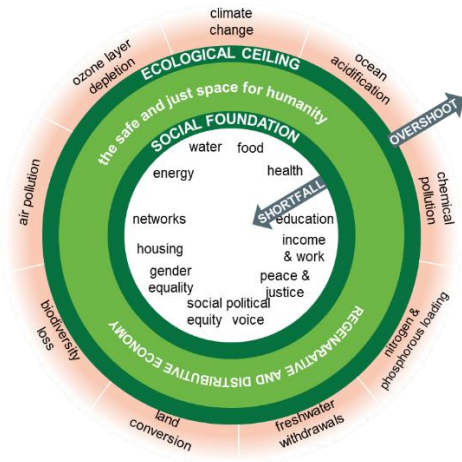 climate
change
ocean
acidification
OVERSHOOT
chemical
pollution
nitrogen &
phosphorous loading
freshwater
withdrawals
land
conversion
biodiversity
loss
air pollution
ozone layer
depletion
ECOLOGICAL CEILING
the safe and just space for humanity
SOCIAL FOUNDATION
water
food
energy
health
SHORTFALL
networks
education
housing
income
& work
gender
equality
peace &
justice
social
equity
political
voice
REGENARATIVE AND DISTRIBUTIVE ECONOMY